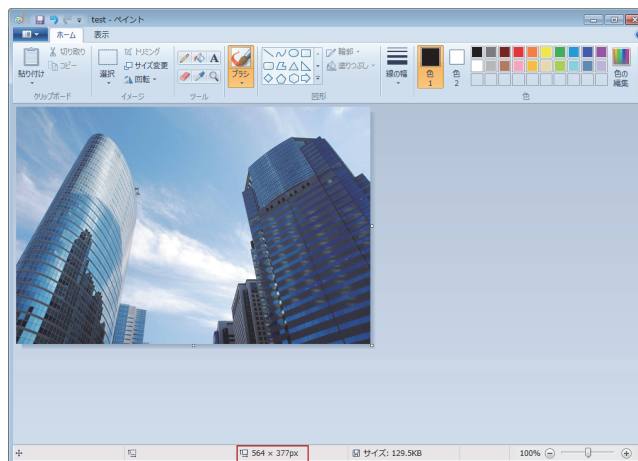 test - ペイント
ホーム 表示
貼り付け
切り取り
コピー
クリップボード
選択
トリミング
サイズ変更
回転
イメージ
A
ツール
ブラシ
輪郭
塗りつぶし
図形
線の幅
色
1
色
2
色の
編集
色
564 × 377px
サイズ: 129.5KB
100%